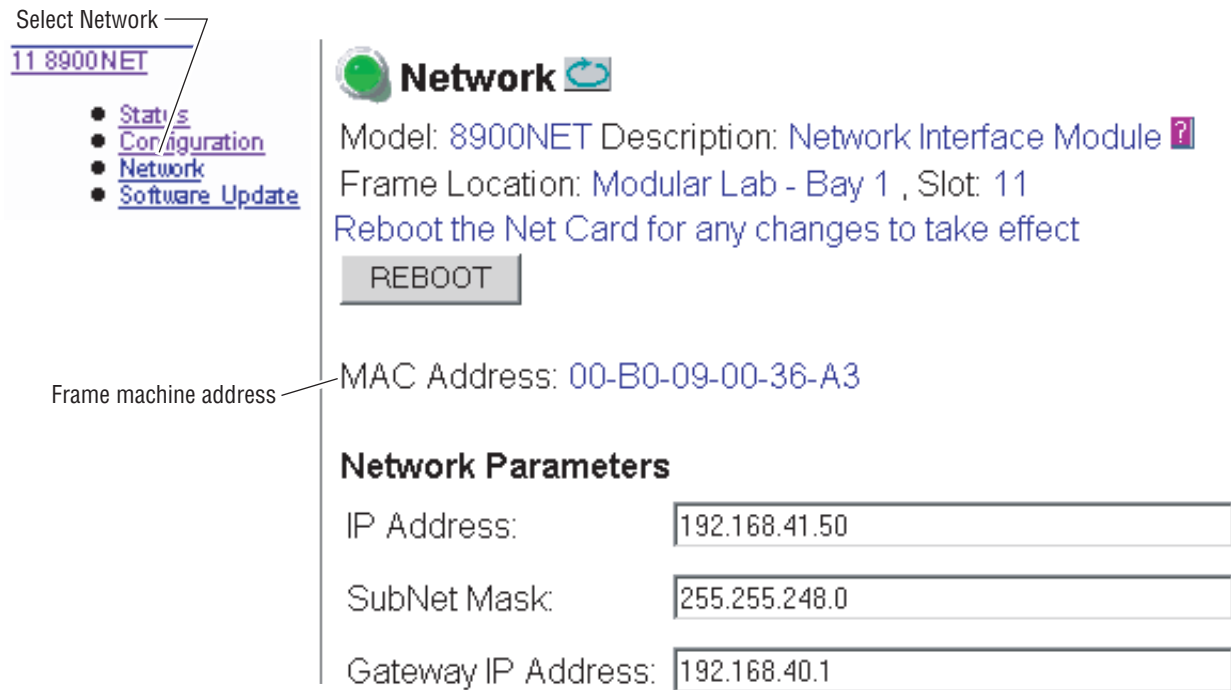 Select Network
11 8900NET
Status
Configuration
Network
Software Update
Network
Model: 8900NET Description: Network Interface Module ?
Frame Location: Modular Lab - Bay 1 , Slot: 11
Reboot the Net Card for any changes to take effect
REBOOT
Frame machine address
MAC Address: 00-B0-09-00-36-A3
Network Parameters
IP Address: 192.168.41.50
SubNet Mask: 255.255.248.0
Gateway IP Address: 192.168.40.1